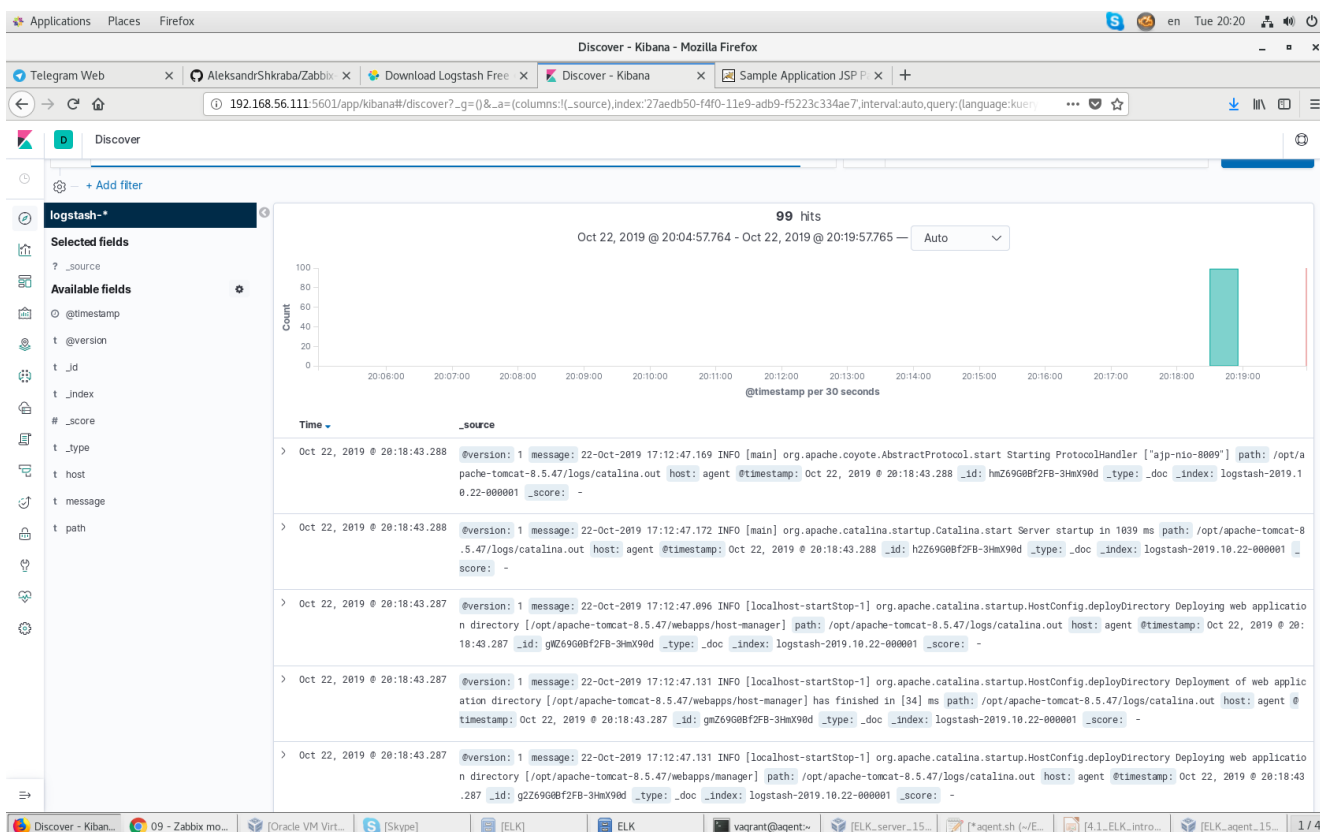 Applications Places Firefox en Tue 20:20
Discover - Kibana - Mozilla Firefox
Telegram Web AleksandrShkraba/Zabbix Download Logstash Free Discover - Kibana Sample Application JSP P
192.168.56.111:5601/app/kibana#/discover?_g=()&_a=(columns:!(_source),index:'27aedb50-f4f0-11e9-adb9-f5223c334ae7',interval:auto,query:(language:kuery
D Discover
+ Add filter
logstash-*
Selected fields
? _source
Available fields
@timestamp
t @version
t _id
t _index
# _score
t _type
t host
t message
t path
99 hits
Oct 22, 2019 @ 20:04:57.764 - Oct 22, 2019 @ 20:19:57.765 — Auto
100
80
60
40
20
0
Count
20:06:00 20:07:00 20:08:00 20:09:00 20:10:00 20:11:00 20:12:00 20:13:00 20:14:00 20:15:00 20:16:00 20:17:00 20:18:00 20:19:00
@timestamp per 30 seconds
Time _source
Oct 22, 2019 @ 20:18:43.288 @version: 1 message: 22-Oct-2019 17:12:47.169 INFO [main] org.apache.coyote.AbstractProtocol.start Starting ProtocolHandler ["ajp-nio-8009"] path: /opt/a
pache-tomcat-8.5.47/logs/catalina.out host: agent @timestamp: Oct 22, 2019 @ 20:18:43.288 _id: hmZ69G0Bf2FB-3HmX90d _type: _doc _index: logstash-2019.1
0.22-000001 _score: -
Oct 22, 2019 @ 20:18:43.288 @version: 1 message: 22-Oct-2019 17:12:47.172 INFO [main] org.apache.catalina.startup.Catalina.start Server startup in 1039 ms path: /opt/apache-tomcat-8
.5.47/logs/catalina.out host: agent @timestamp: Oct 22, 2019 @ 20:18:43.288 _id: h2Z69G0Bf2FB-3HmX90d _type: _doc _index: logstash-2019.10.22-000001 _
score: -
Oct 22, 2019 @ 20:18:43.287 @version: 1 message: 22-Oct-2019 17:12:47.096 INFO [localhost-startStop-1] org.apache.catalina.startup.HostConfig.deployDirectory Deploying web applicatio
n directory [/opt/apache-tomcat-8.5.47/webapps/host-manager] path: /opt/apache-tomcat-8.5.47/logs/catalina.out host: agent @timestamp: Oct 22, 2019 @ 20:
18:43.287 _id: gWZ69G0Bf2FB-3HmX90d _type: _doc _index: logstash-2019.10.22-000001 _score: -
Oct 22, 2019 @ 20:18:43.287 @version: 1 message: 22-Oct-2019 17:12:47.131 INFO [localhost-startStop-1] org.apache.catalina.startup.HostConfig.deployDirectory Deployment of web applic
ation directory [/opt/apache-tomcat-8.5.47/webapps/host-manager] has finished in [34] ms path: /opt/apache-tomcat-8.5.47/logs/catalina.out host: agent @
timestamp: Oct 22, 2019 @ 20:18:43.287 _id: gmZ69G0Bf2FB-3HmX90d _type: _doc _index: logstash-2019.10.22-000001 _score: -
Oct 22, 2019 @ 20:18:43.287 @version: 1 message: 22-Oct-2019 17:12:47.131 INFO [localhost-startStop-1] org.apache.catalina.startup.HostConfig.deployDirectory Deploying web applicatio
n directory [/opt/apache-tomcat-8.5.47/webapps/manager] path: /opt/apache-tomcat-8.5.47/logs/catalina.out host: agent @timestamp: Oct 22, 2019 @ 20:18:43
.287 _id: g2Z69G0Bf2FB-3HmX90d _type: _doc _index: logstash-2019.10.22-000001 _score: -
Discover - Kiban... 09 - Zabbix mo... [Oracle VM Virt... [Skype] [ELK] ELK vagrant@agent:~ [ELK_server_15... [*agent.sh (~/E... [4.1_ELK_intro... [ELK_agent_15... 1 / 4